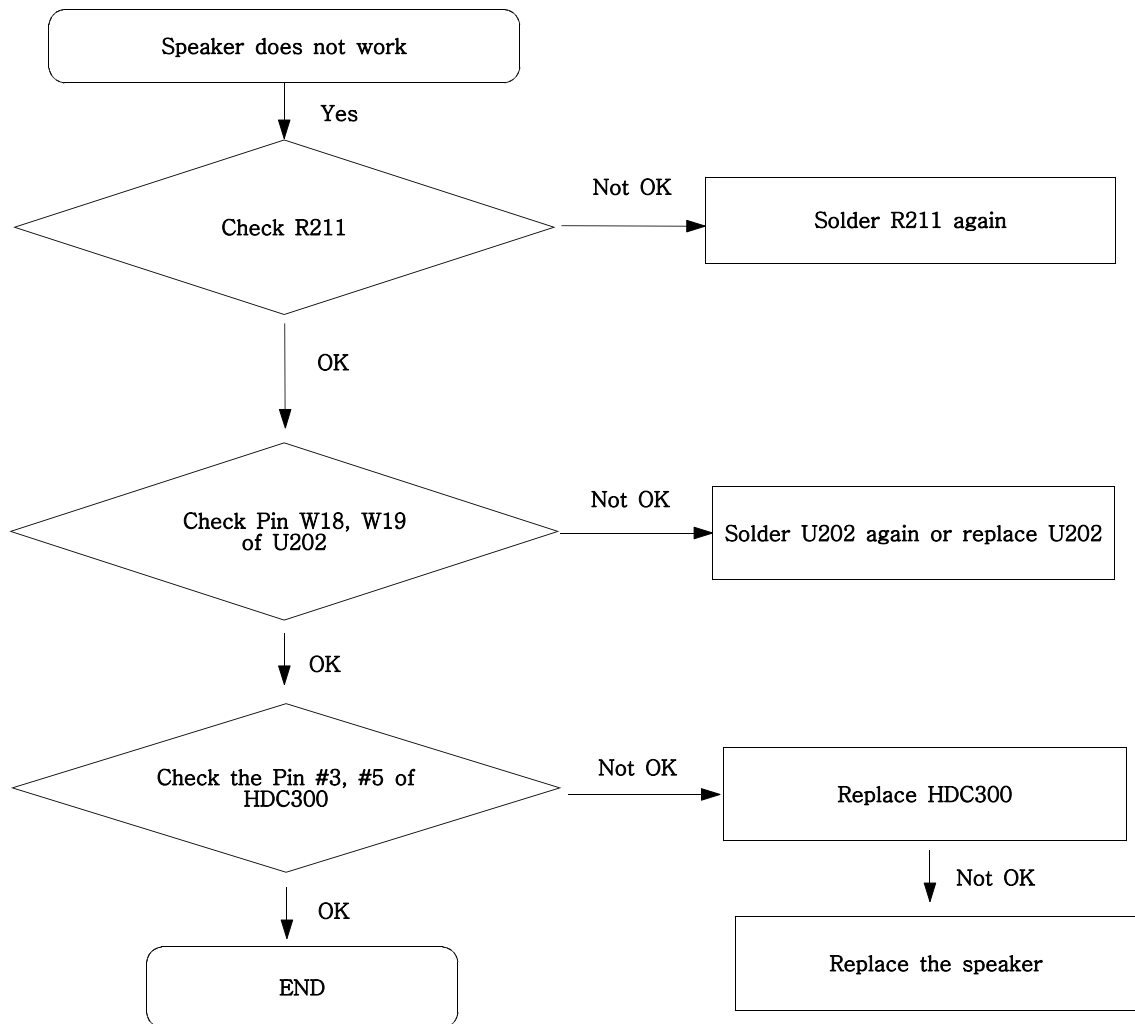 Speaker does not work
Yes
Check R211
Not OK
Solder R211 again
OK
Check Pin W18, W19
of U202
Not OK
Solder U202 again or replace U202
OK
Check the Pin #3, #5 of
HDC300
Not OK
Replace HDC300
Not OK
Replace the speaker
OK
END